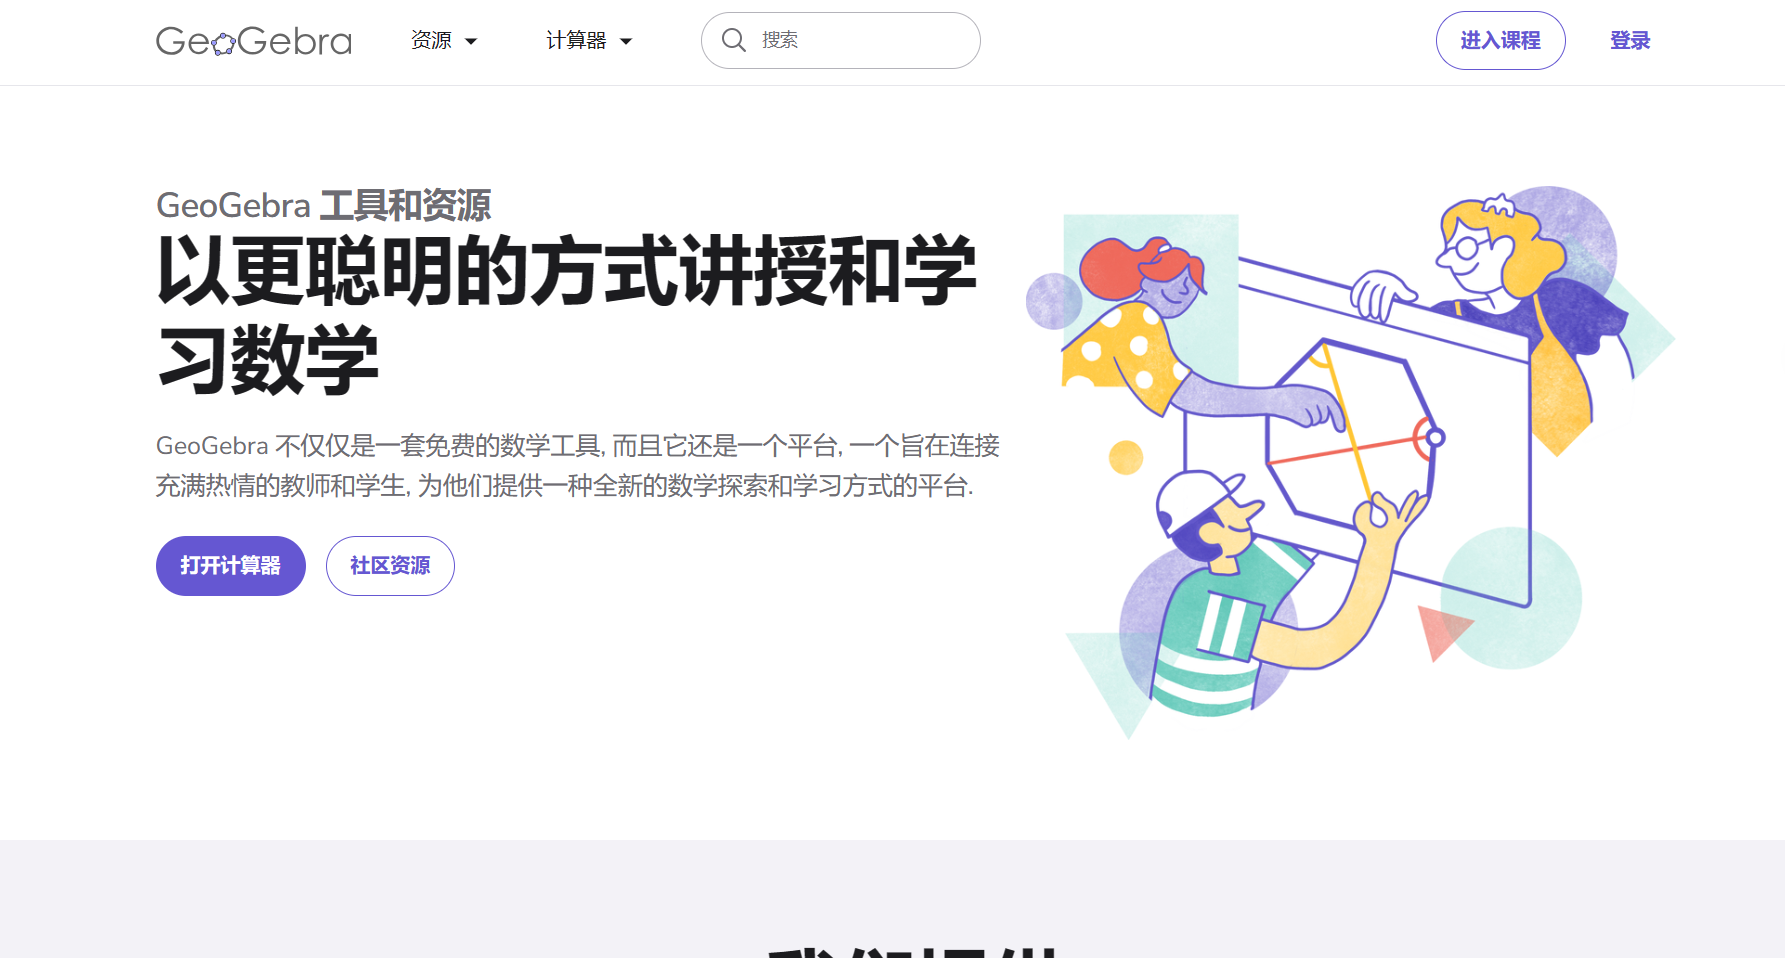 GeoGebra 资源 计算器 搜索 进入课程 登录
GeoGebra 工具和资源
以更聪明的方式讲授和学
习数学
GeoGebra 不仅仅是一套免费的数学工具, 而且它还是一个平台, 一个旨在连接
充满热情的教师和学生, 为他们提供一种全新的数学探索和学习方式的平台.
打开计算器 社区资源
我们提供